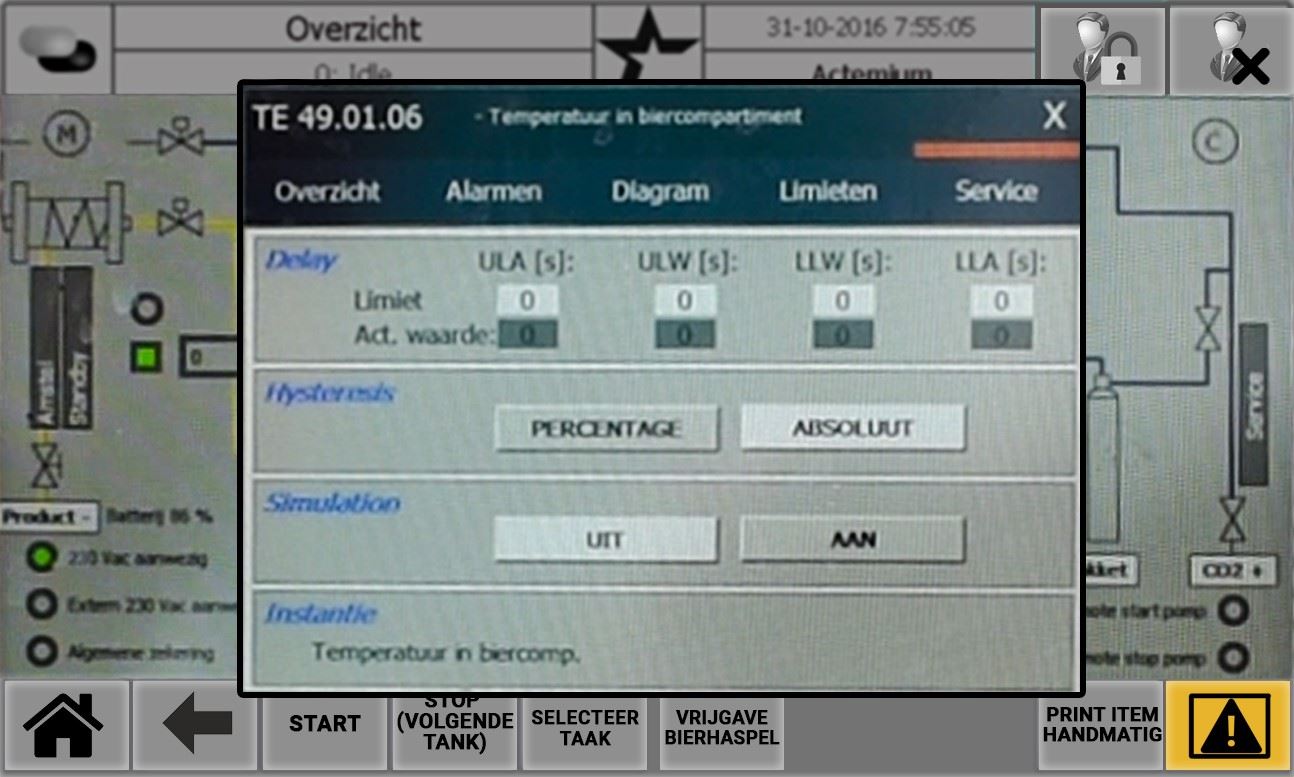 Overzicht
31-10-2016 7:55:05
0: Idle
Actemium
TE 49.01.06 - Temperatuur in biercompartiment X
Overzicht Alarmen Diagram Limieten Service
Delay ULA [s]: ULW [s]: LLW [s]: LLA [s]:
Limiet 0 0 0 0
Act. waarde: 0 0 0 0
Hysteresis
PERCENTAGE ABSOLUUT
Simulation
UIT AAN
Instantie
Temperatuur in biercomp.
M
C
0
Amstel
Standby
Service
Product - Batterij 86 %
230 Vac aanwezig
Extern 230 Vac aanw
Algemene zekering
kket
CO2 +
ote start pomp
note stop pomp
START
STOP
(VOLGENDE
TANK)
SELECTEER
TAAK
VRIJGAVE
BIERHASPEL
PRINT ITEM
HANDMATIG